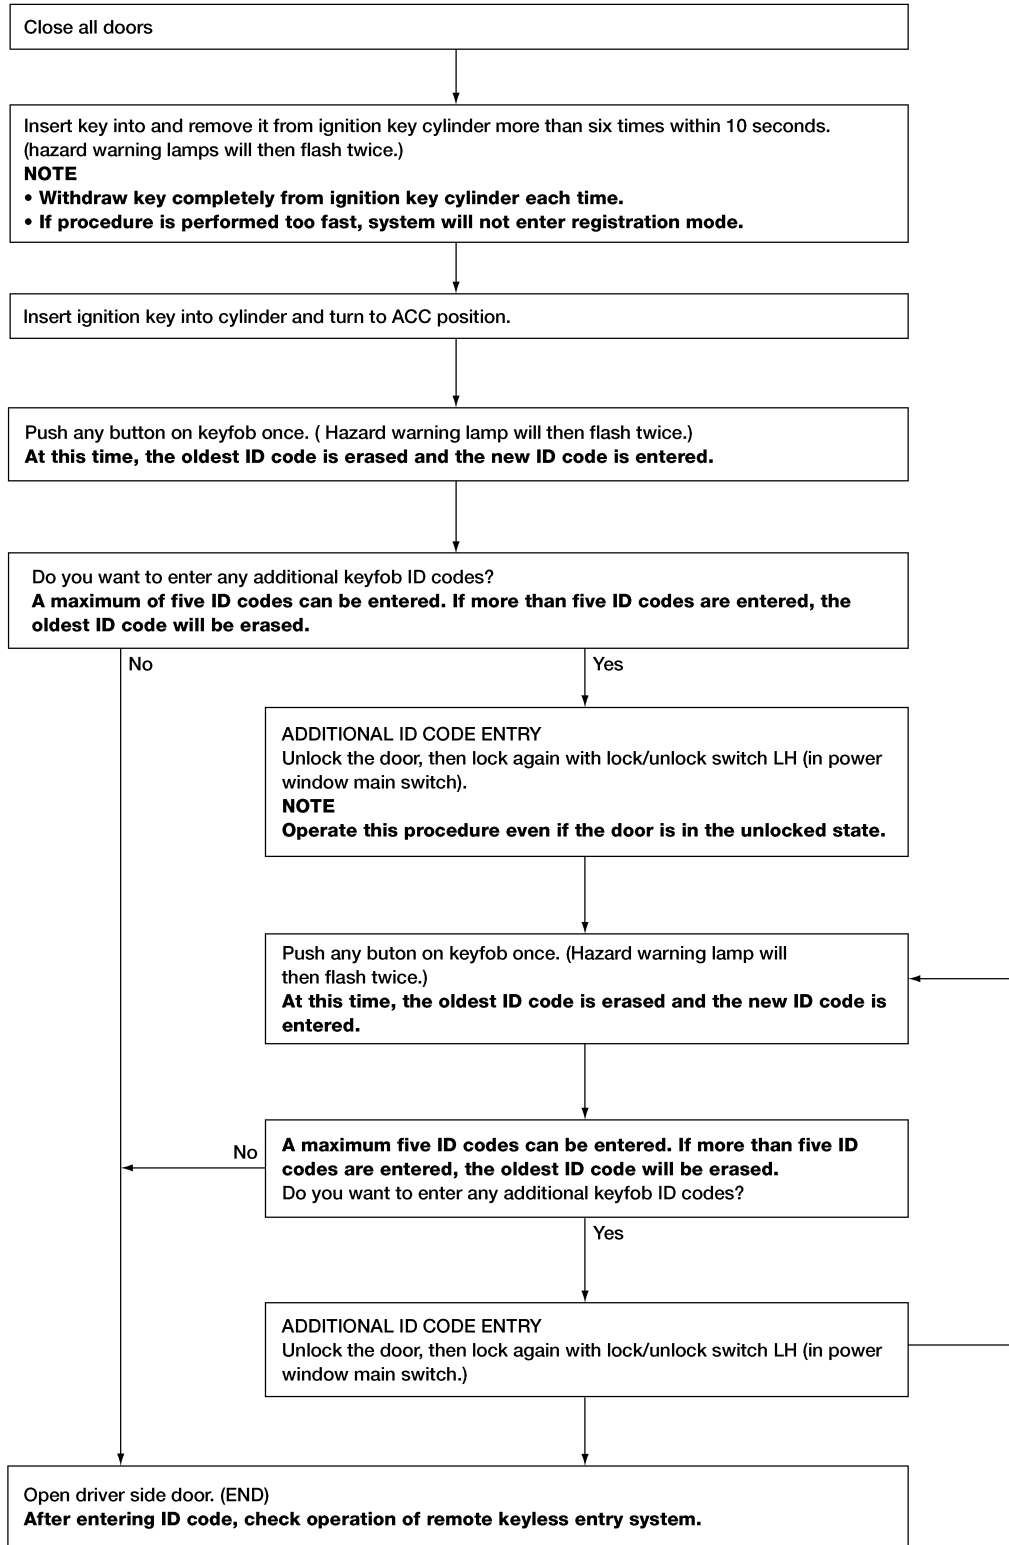 Close all doors
Insert key into and remove it from ignition key cylinder more than six times within 10 seconds.
(hazard warning lamps will then flash twice.)
NOTE
• Withdraw key completely from ignition key cylinder each time.
• If procedure is performed too fast, system will not enter registration mode.
Insert ignition key into cylinder and turn to ACC position.
Push any button on keyfob once. ( Hazard warning lamp will then flash twice.)
At this time, the oldest ID code is erased and the new ID code is entered.
Do you want to enter any additional keyfob ID codes?
A maximum of five ID codes can be entered. If more than five ID codes are entered, the
oldest ID code will be erased.
No
Yes
ADDITIONAL ID CODE ENTRY
Unlock the door, then lock again with lock/unlock switch LH (in power
window main switch).
NOTE
Operate this procedure even if the door is in the unlocked state.
Push any buton on keyfob once. (Hazard warning lamp will
then flash twice.)
At this time, the oldest ID code is erased and the new ID code is
entered.
No
A maximum five ID codes can be entered. If more than five ID
codes are entered, the oldest ID code will be erased.
Do you want to enter any additional keyfob ID codes?
Yes
ADDITIONAL ID CODE ENTRY
Unlock the door, then lock again with lock/unlock switch LH (in power
window main switch.)
Open driver side door. (END)
After entering ID code, check operation of remote keyless entry system.